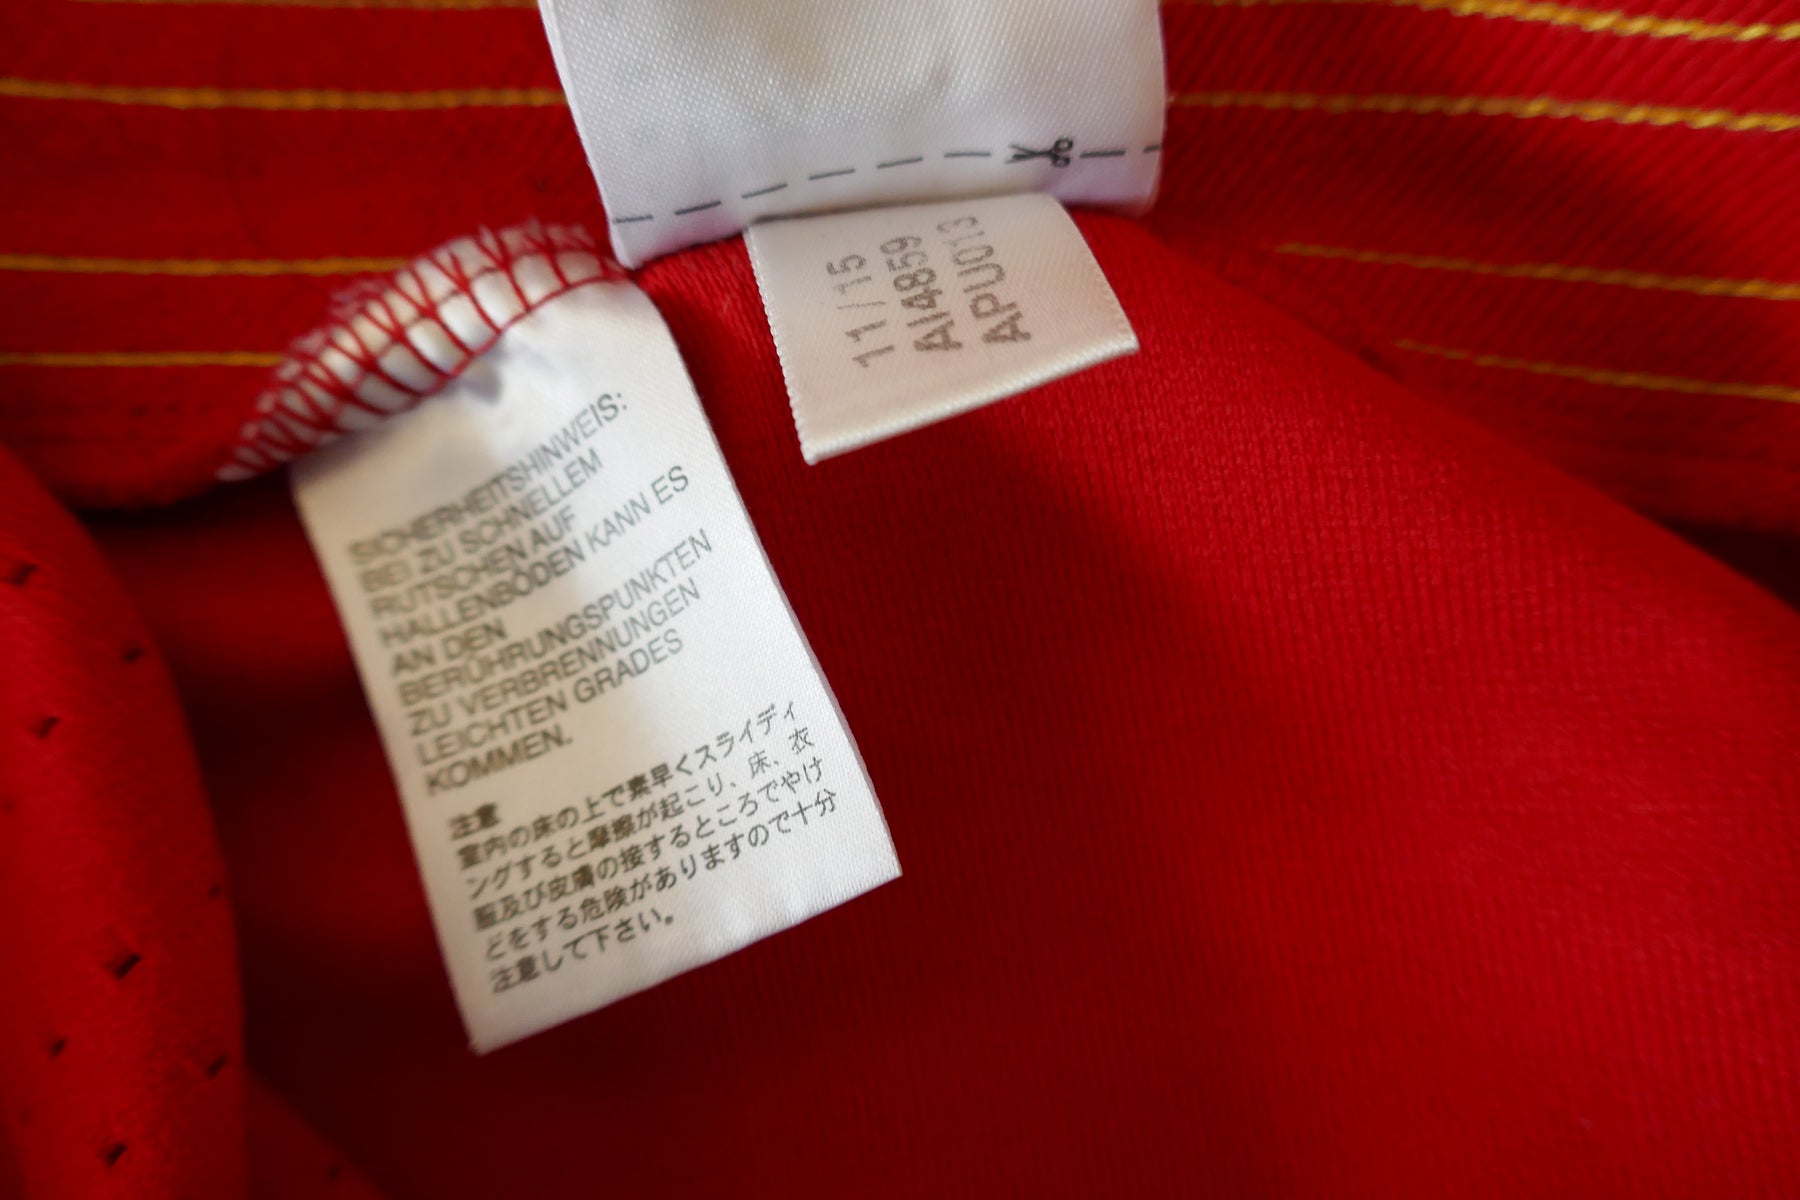 11/15
AI4859
APU013
SICHERHEITSHINWEIS:
BEI ZU SCHNELLEM
RUTSCHEN AUF
HALLENBÖDEN KANN ES
AN DEN
BERÜHRUNGSPUNKTEN
ZU VERBRENNUNGEN
LEICHTEN GRADES
KOMMEN.
注意
室内の床の上で素早くスライディ
ングすると摩擦が起こり、床、衣
服及び皮膚の接するところでやけ
どをする危険がありますので十分
注意して下さい。